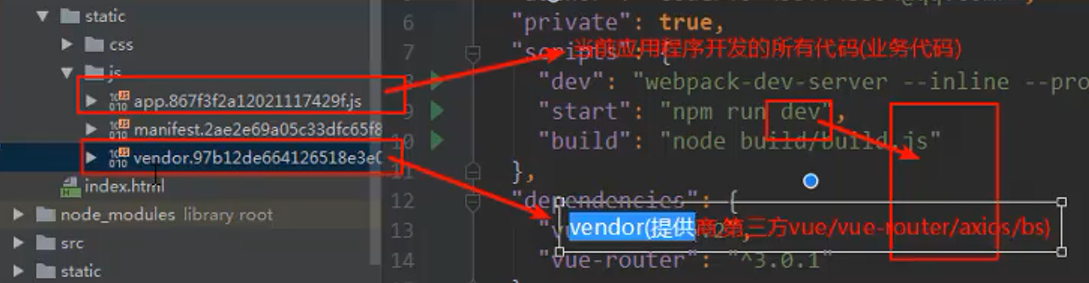 static
css
js
app.867f3f2a12021117429f.js
manifest.2ae2e69a05c33dfc65f8
vendor.97b12de664126518e3e0
index.html
node_modules library root
src
static
6 "private": true,
7 "scripts": {
当前应用程序开发的所有代码(业务代码)
8 "dev": "webpack-dev-server --inline --pro
9 "start": "npm run dev",
10 "build": "node build/build.js"
11 },
12 "dependencies": {
vendor(提供商 第三方vue/vue-router/axios/bs)
13
14 "vue-router": "^3.0.1"